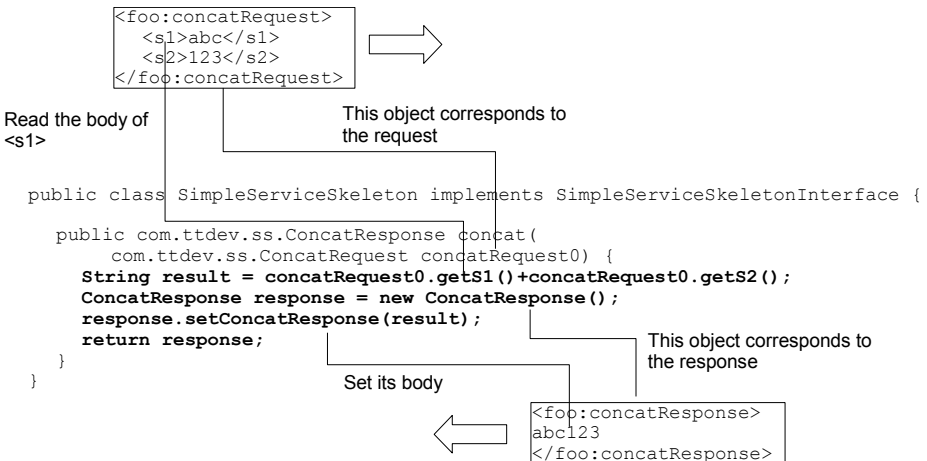 <foo:concatRequest>
<s1>abc</s1>
<s2>123</s2>
</foo:concatRequest>
Read the body of
<s1>
This object corresponds to
the request
public class SimpleServiceSkeleton implements SimpleServiceSkeletonInterface {
public com.ttdev.ss.ConcatResponse concat(
com.ttdev.ss.ConcatRequest concatRequest0) {
String result = concatRequest0.getS1()+concatRequest0.getS2();
ConcatResponse response = new ConcatResponse();
response.setConcatResponse(result);
return response;
}
}
This object corresponds to
the response
Set its body
<foo:concatResponse>
abc123
</foo:concatResponse>